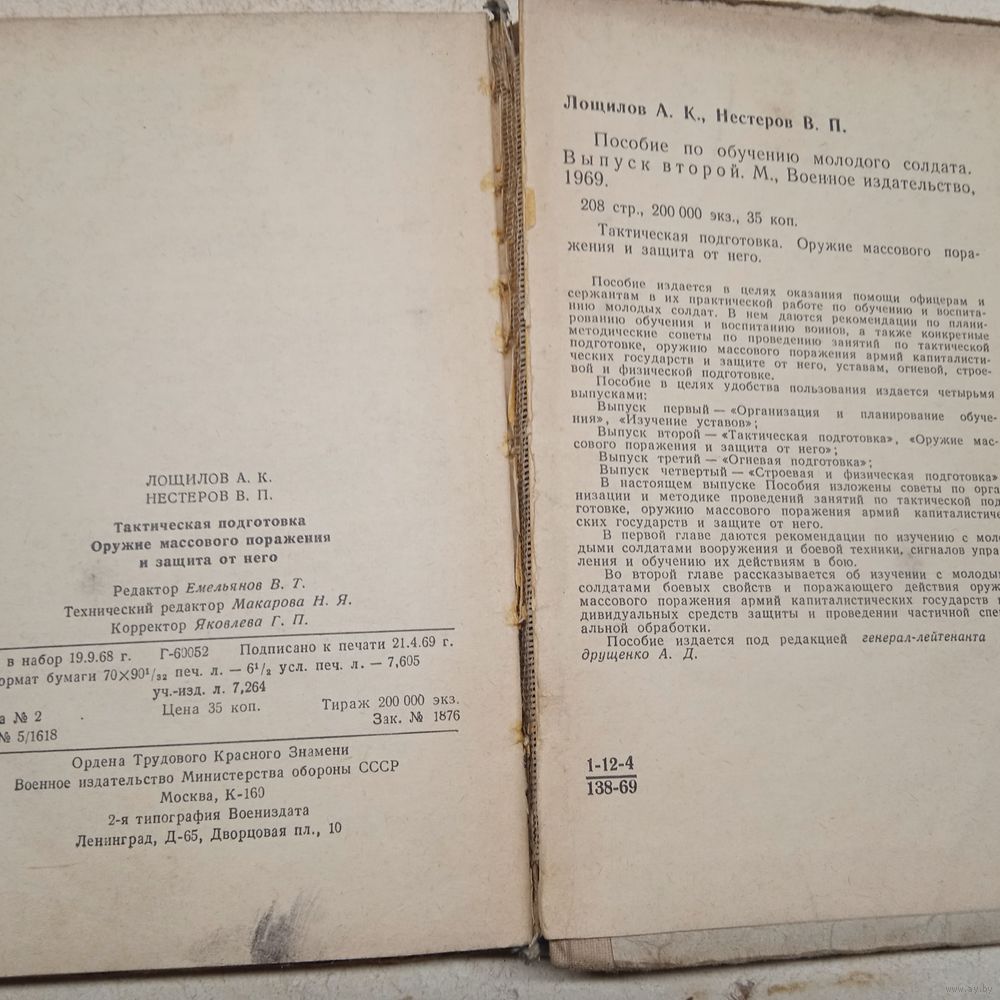 ЛОЩИЛОВ А. К.
НЕСТЕРОВ В. П.
Тактическая подготовка
Оружие массового поражения
и защита от него
Редактор Емельянов В. Т.
Технический редактор Макарова Н. Я.
Корректор Яковлева Г. П.
в набор 19.9.68 г. Г-60052 Подписано к печати 21.4.69 г.
ормат бумаги 70×90¹/₃₂ печ. л. — 6¹/₂ усл. печ. л. — 7,605
уч.-изд. л. 7,264
а № 2 Цена 35 коп. Тираж 200 000 экз.
№ 5/1618 Зак. № 1876
Ордена Трудового Красного Знамени
Военное издательство Министерства обороны СССР
Москва, К-160
2-я типография Воениздата
Ленинград, Д-65, Дворцовая пл., 10
Лощилов А. К., Нестеров В. П.
Пособие по обучению молодого солдата.
Выпуск второй. М., Военное издательство,
1969.
208 стр., 200 000 экз., 35 коп.
Тактическая подготовка. Оружие массового пора-
жения и защита от него.
Пособие издается в целях оказания помощи офицерам и
сержантам в их практической работе по обучению и воспита-
нию молодых солдат. В нем даются рекомендации по плани-
рованию обучения и воспитанию воинов, а также конкретные
методические советы по проведению занятий по тактической
подготовке, оружию массового поражения армий капиталисти-
ческих государств и защите от него, уставам, огневой, строе-
вой и физической подготовке.
Пособие в целях удобства пользования издается четырьмя
выпусками:
Выпуск первый — «Организация и планирование обуче-
ния», «Изучение уставов»;
Выпуск второй — «Тактическая подготовка», «Оружие мас-
сового поражения и защита от него»;
Выпуск третий — «Огневая подготовка»;
Выпуск четвертый — «Строевая и физическая подготовка»
В настоящем выпуске Пособия изложены советы по орга
низации и методике проведений занятий по тактической под
готовке, оружию массового поражения армий капиталистиче
ских государств и защите от него.
В первой главе даются рекомендации по изучению с моло
дыми солдатами вооружения и боевой техники, сигналов упра
ления и обучению их действиям в бою.
Во второй главе рассказывается об изучении с молоды
солдатами боевых свойств и поражающего действия оруж
массового поражения армий капиталистических государств
дивидуальных средств защиты и проведении частичной спе
альной обработки.
Пособие издается под редакцией генерал-лейтенанта
друщенко А. Д.
1-12-4
138-69
www.ay.by